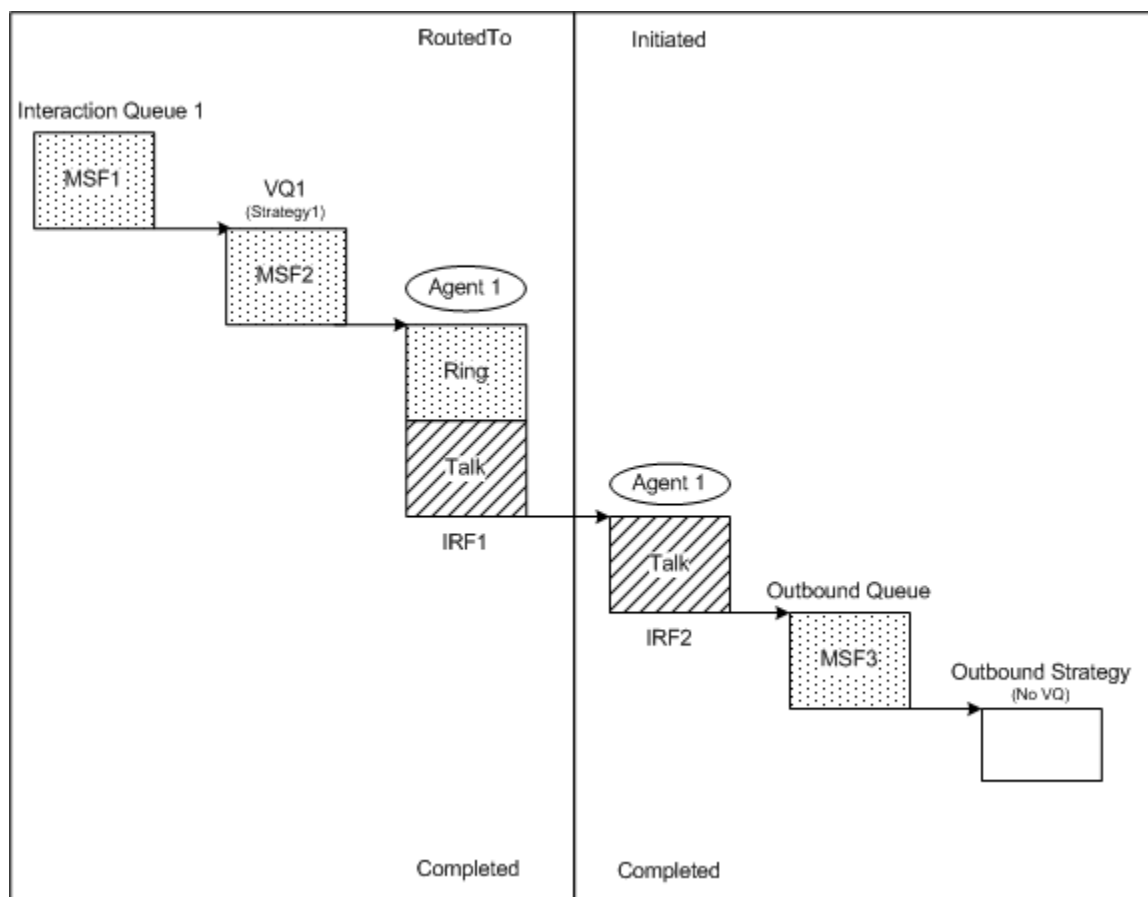 RoutedTo
Initiated
Interaction Queue 1
MSF1
VQ1
(Strategy1)
MSF2
Agent 1
Ring
Talk
IRF1
Agent 1
Talk
IRF2
Outbound Queue
MSF3
Outbound Strategy
(No VQ)
Completed
Completed